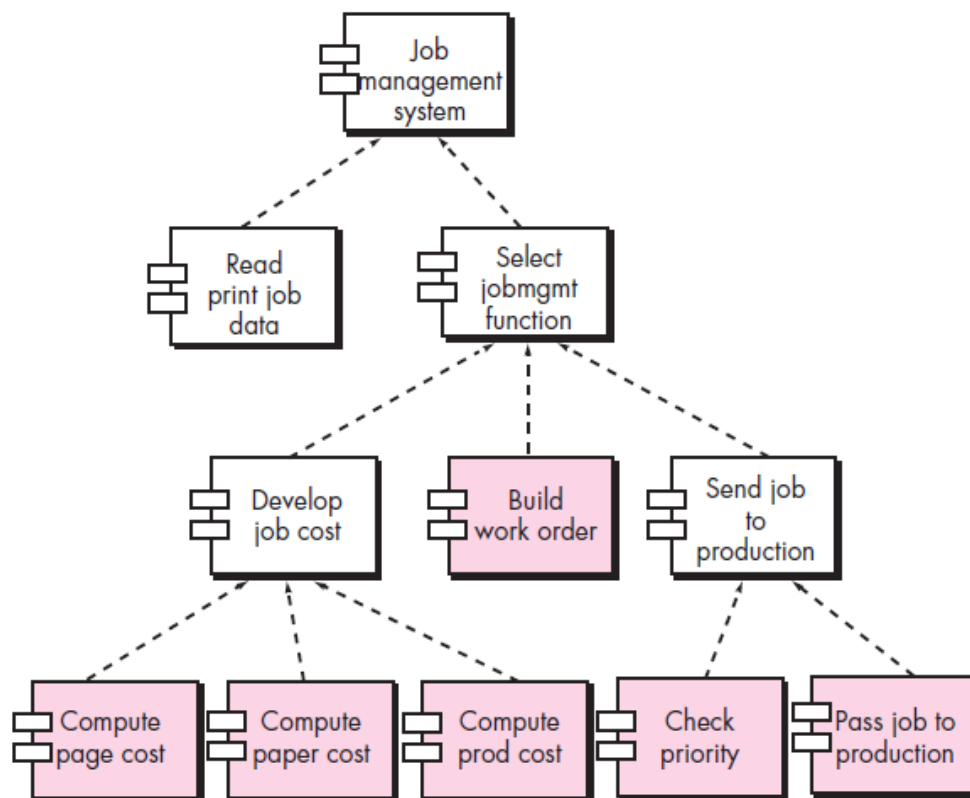 Job
management
system
Read
print job
data
Select
jobmgmt
function
Develop
job cost
Build
work order
Send job
to
production
Compute
page cost
Compute
paper cost
Compute
prod cost
Check
priority
Pass job to
production